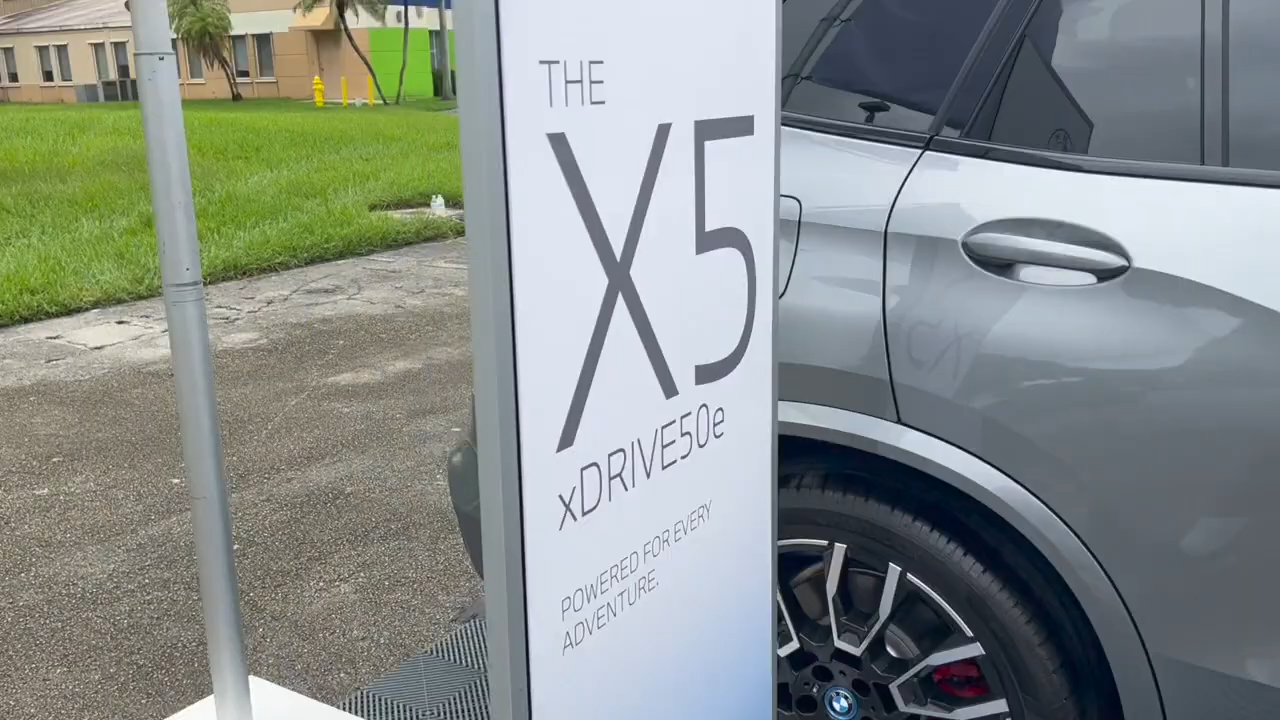 THE
X5
xDRIVE50e
POWERED FOR EVERY
ADVENTURE.